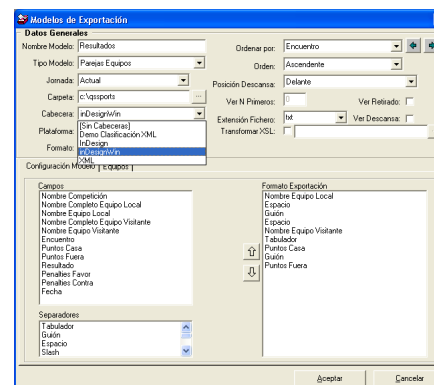 Modelos de Exportación
Datos Generales
Nombre Modelo: Resultados
Ordenar por: Encuentro
Tipo Modelo: Parejas Equipos
Orden: Ascendente
Jornada: Actual
Posición Descansa: Delante
Carpeta: c:\qssports ...
Ver N Primeros: 0
Ver Retirado:
Cabecera: inDesignWin
Extensión Fichero: txt
Ver Descansa:
Plataforma:
Transformar XSL:
Formato:
[Sin Cabeceras]
Demo Clasificación XML
InDesign
inDesignWin
XML
Configuración Modelo
Equipos
Campos
Nombre Competición
Nombre Completo Equipo Local
Nombre Equipo Local
Nombre Completo Equipo Visitante
Nombre Equipo Visitante
Encuentro
Puntos Casa
Puntos Fuera
Resultado
Penalties Favor
Penalties Contra
Fecha
Formato Exportación
Nombre Equipo Local
Espacio
Guión
Espacio
Nombre Equipo Visitante
Tabulador
Puntos Casa
Guión
Puntos Fuera
Separadores
Tabulador
Guión
Espacio
Slash
Aceptar
Cancelar